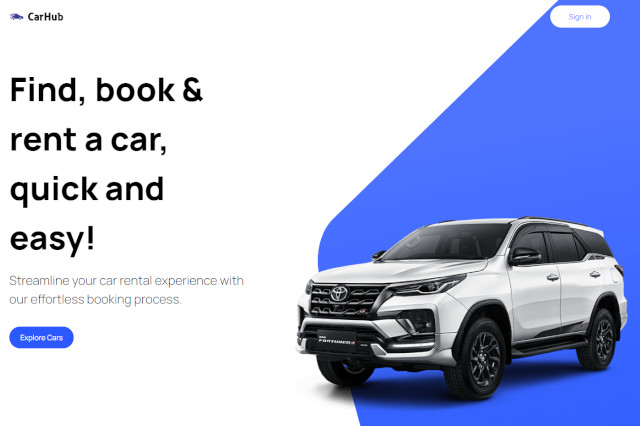 CarHub
Sign in
Find, book &
rent a car,
quick and
easy!
Streamline your car rental experience with
our effortless booking process.
Explore Cars
FORTUNER